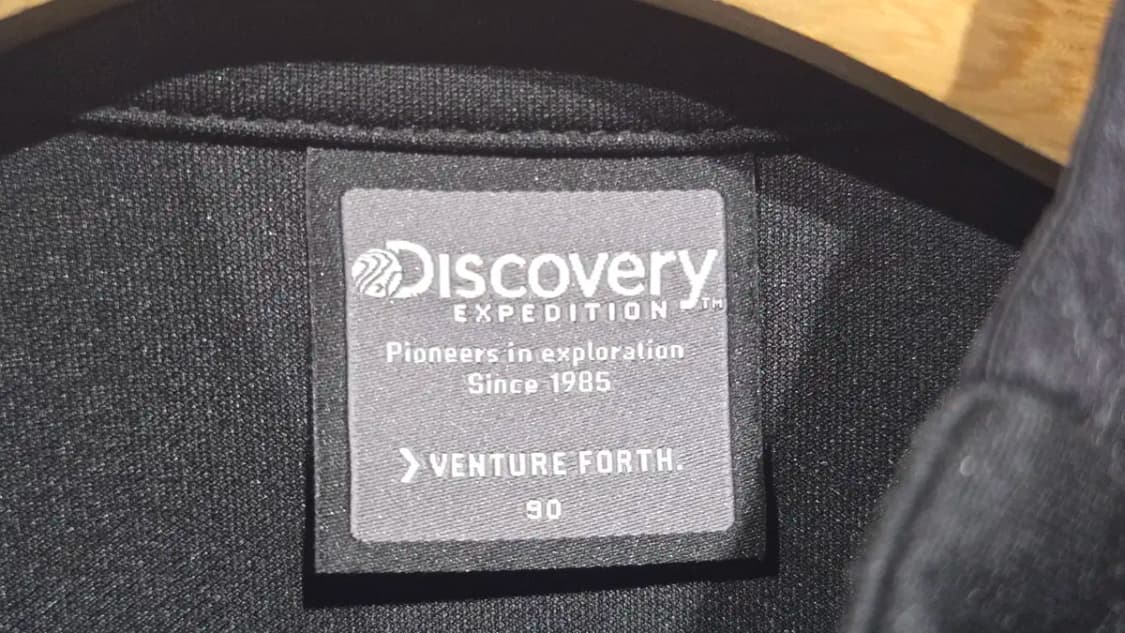 Discovery
EXPEDITION™
Pioneers in exploration
Since 1985
❯ VENTURE FORTH.
90